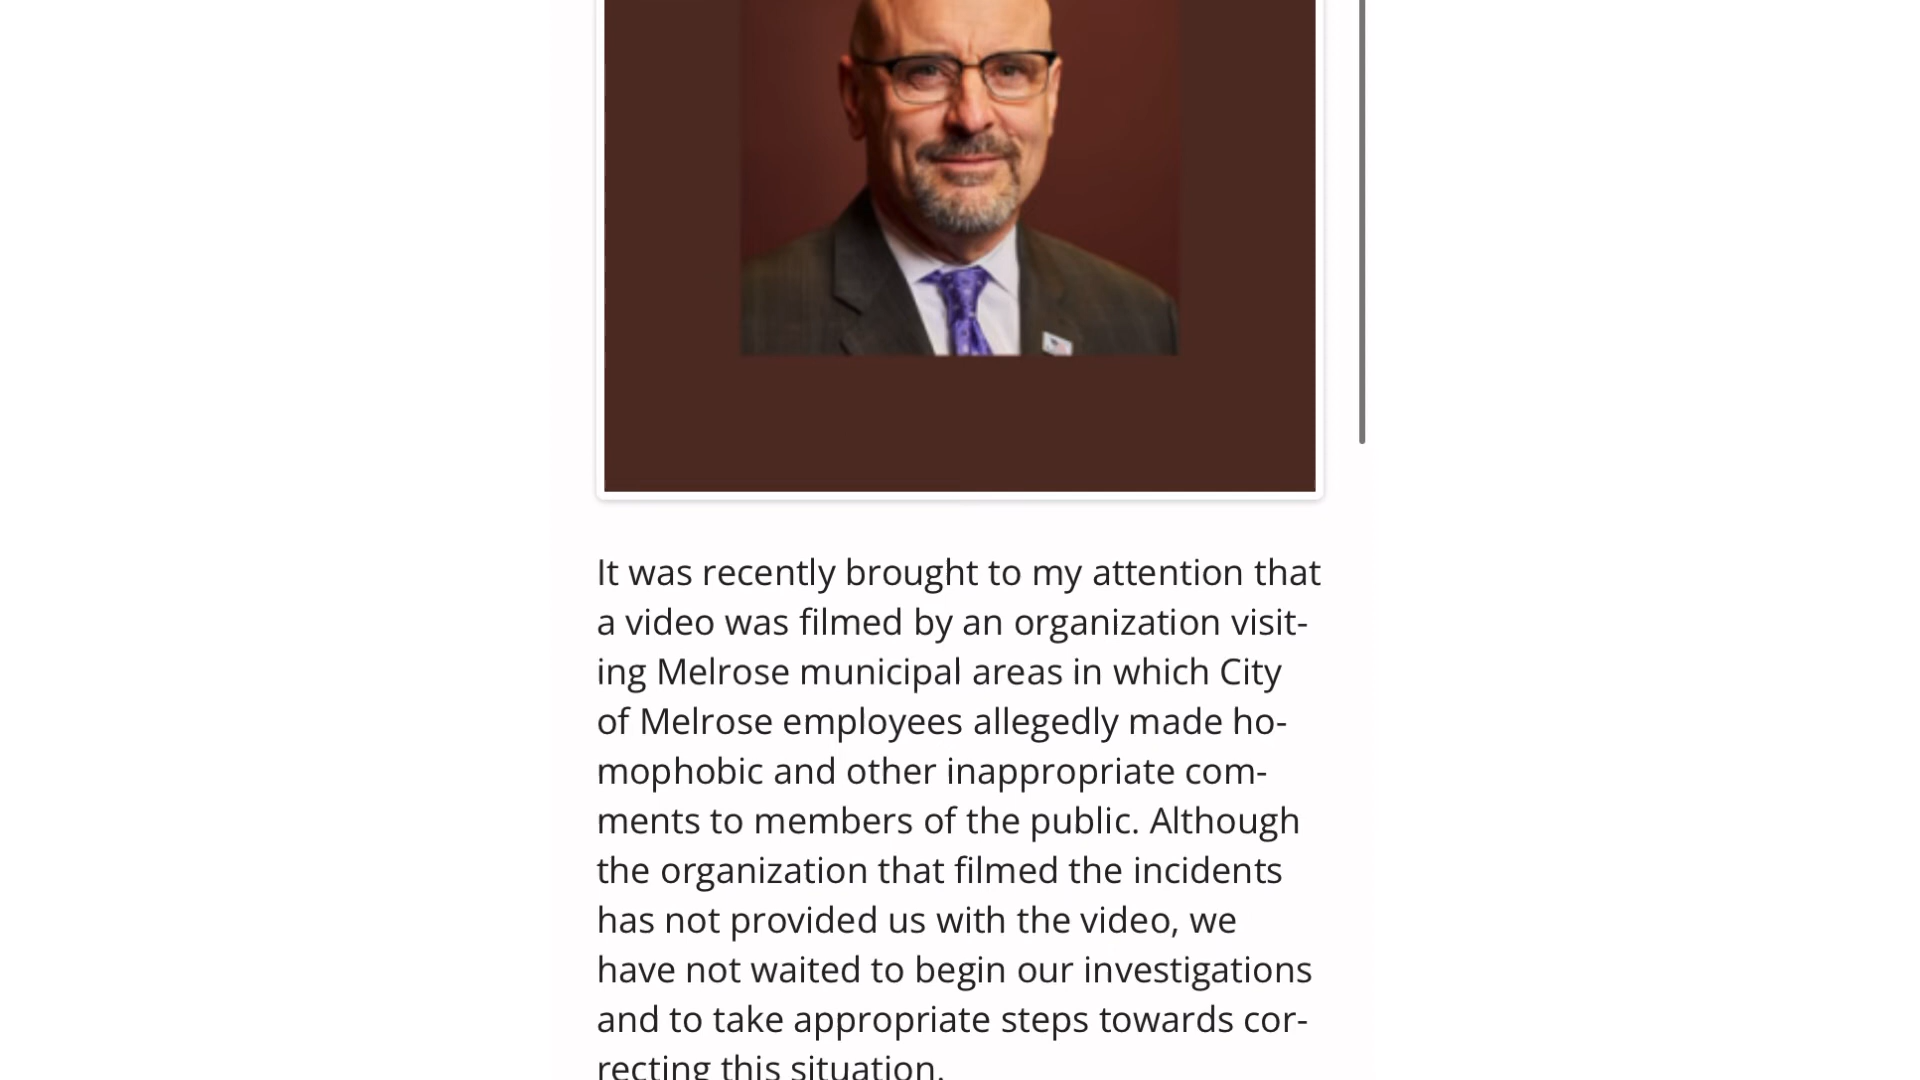 It was recently brought to my attention that
a video was filmed by an organization visit-
ing Melrose municipal areas in which City
of Melrose employees allegedly made ho-
mophobic and other inappropriate com-
ments to members of the public. Although
the organization that filmed the incidents
has not provided us with the video, we
have not waited to begin our investigations
and to take appropriate steps towards cor-
recting this situation.